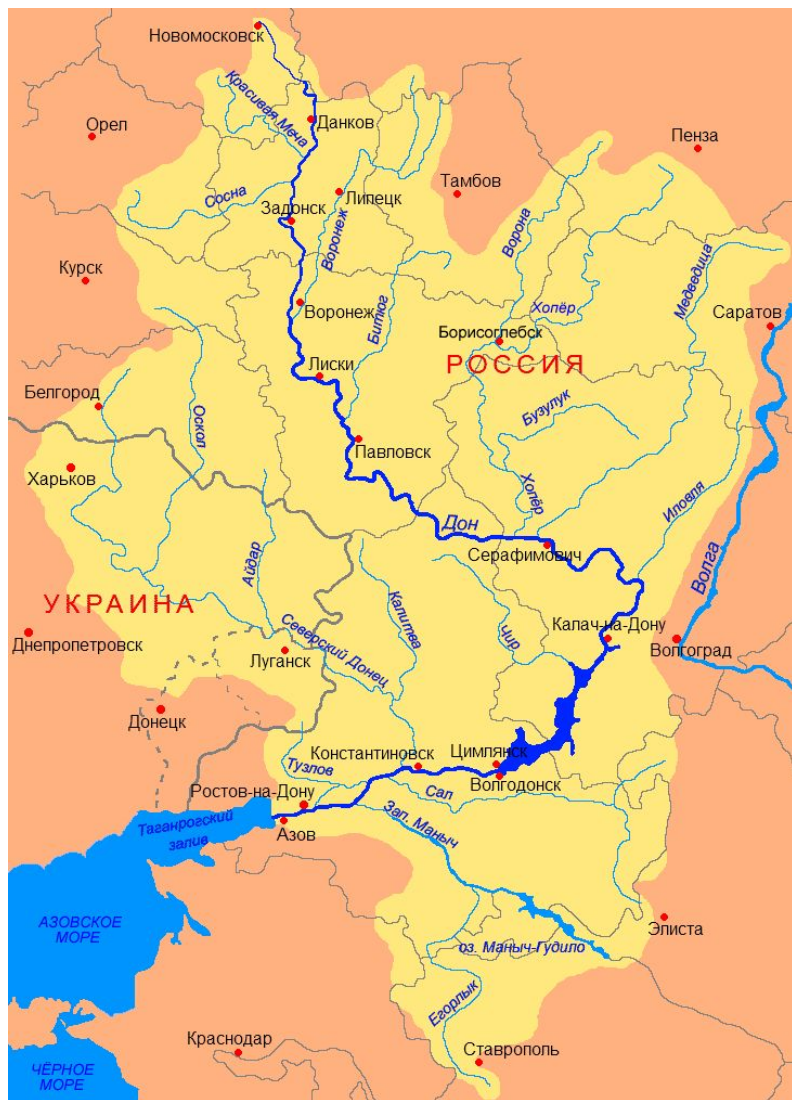 Новомосковск
Красивая Меча
Орел
Данков
Пенза
Тамбов
Сосна
Липецк
Задонск
Воронеж
Ворона
Медведица
Курск
Битюг
Хопёр
Воронеж
Саратов
Борисоглебск
Лиски
РОССИЯ
Белгород
Оскол
Бузулук
Павловск
Харьков
Хопёр
Иловля
Дон
Серафимович
Волга
Айдар
УКРАИНА
Калитва
Северский Донец
Чир
Калач-на-Дону
Днепропетровск
Луганск
Волгоград
Донецк
Константиновск
Цимлянск
Тузлов
Волгодонск
Сал
Ростов-на-Дону
Зап. Маныч
Таганрогский
залив
Азов
АЗОВСКОЕ
МОРЕ
Элиста
оз. Маныч-Гудило
Егорлык
Краснодар
Ставрополь
ЧЁРНОЕ
МОРЕ